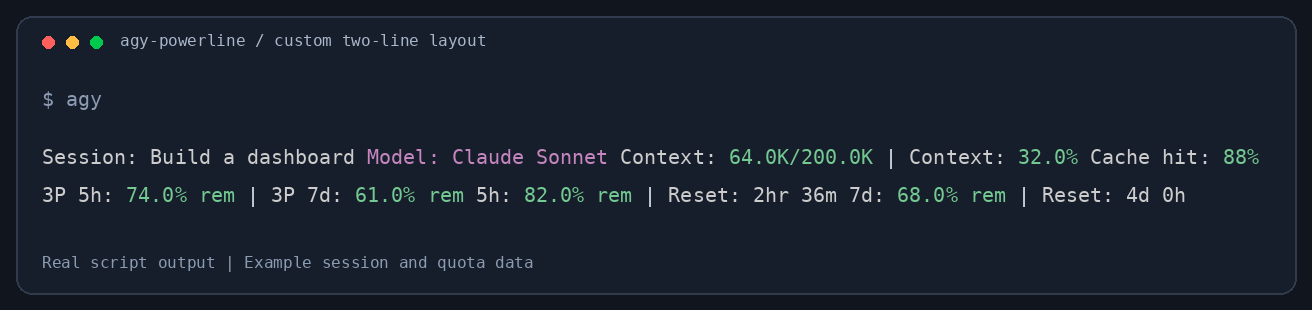 agy-powerline / custom two-line layout
$ agy
Session: Build a dashboard Model: Claude Sonnet Context: 64.0K/200.0K | Context: 32.0% Cache hit: 88%
3P 5h: 74.0% rem | 3P 7d: 61.0% rem 5h: 82.0% rem | Reset: 2hr 36m 7d: 68.0% rem | Reset: 4d 0h
Real script output | Example session and quota data